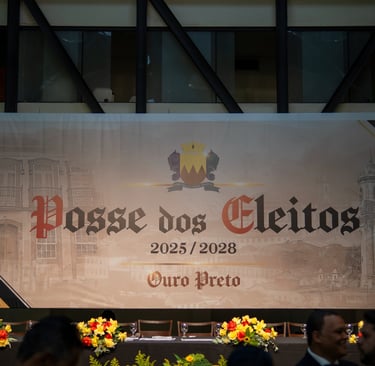 Posse dos Eleitos
2025/2028
Ouro Preto